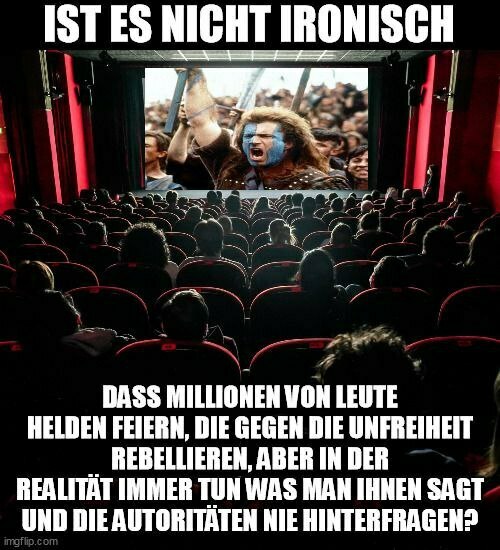 IST ES NICHT IRONISCH
DASS MILLIONEN VON LEUTE
HELDEN FEIERN, DIE GEGEN DIE UNFREIHEIT
REBELLIEREN, ABER IN DER
REALITÄT IMMER TUN WAS MAN IHNEN SAGT
UND DIE AUTORITÄTEN NIE HINTERFRAGEN?
imgflip.com